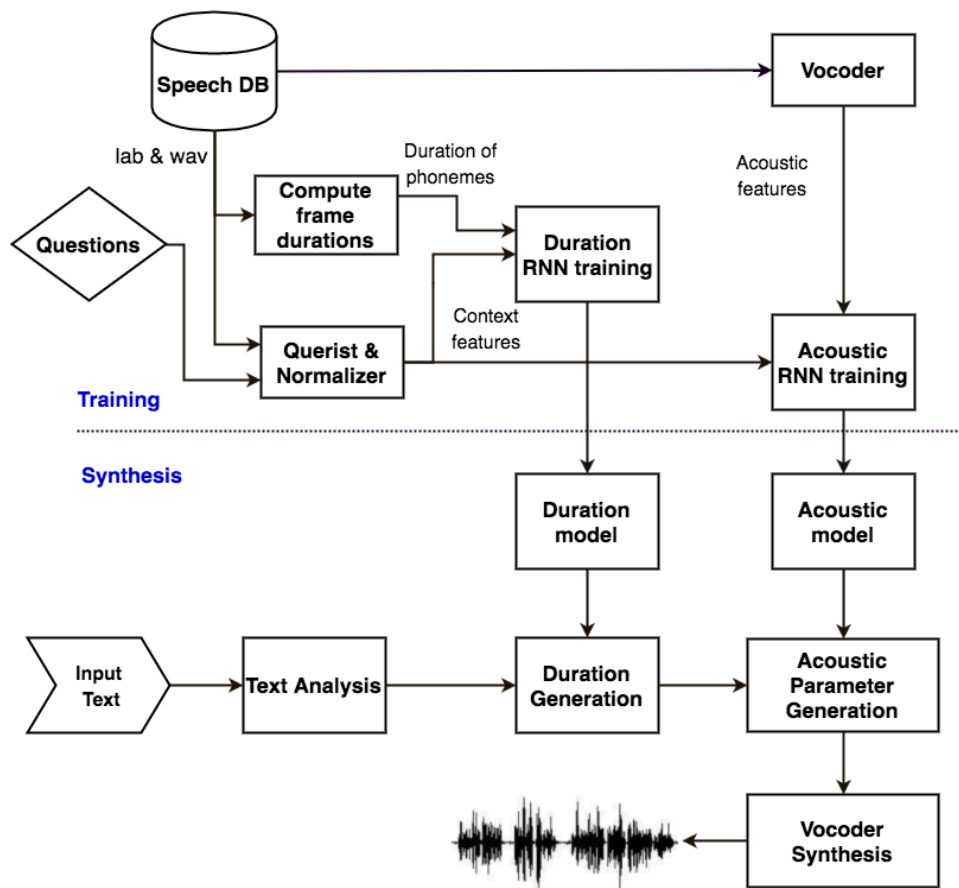 Speech DB
Vocoder
lab & wav
Duration of
phonemes
Acoustic
features
Compute
frame
durations
Questions
Duration
RNN training
Context
features
Querist &
Normalizer
Acoustic
RNN training
Training
Synthesis
Duration
model
Acoustic
model
Input
Text
Text Analysis
Duration
Generation
Acoustic
Parameter
Generation
Vocoder
Synthesis